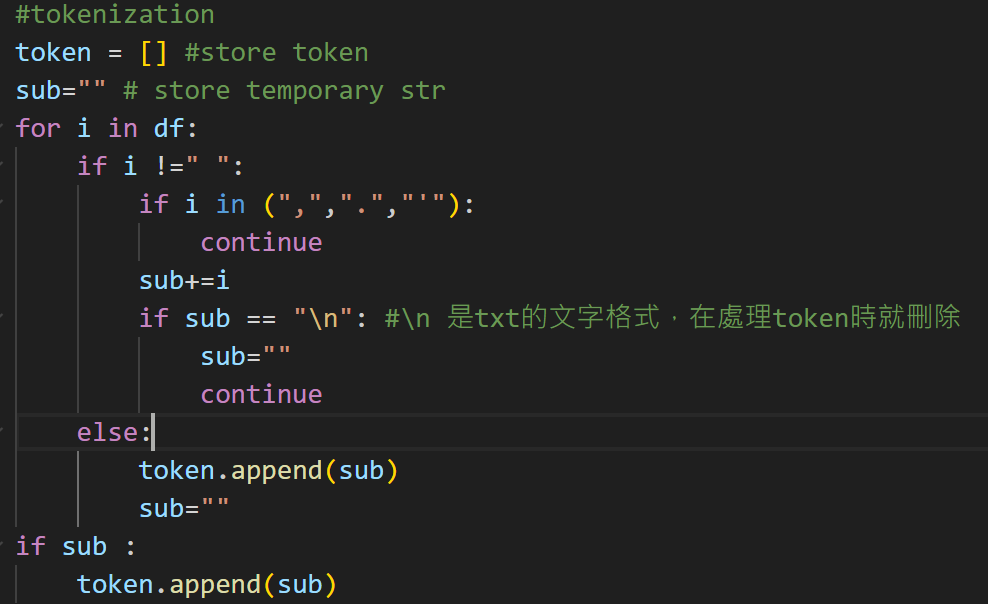 #tokenization
token = [] #store token
sub="" # store temporary str
for i in df:
    if i !=" ":
        if i in (",",".","'"):
            continue
        sub+=i
        if sub == "\n": #\n 是txt的文字格式，在處理token時就刪除
            sub=""
            continue
    else:
        token.append(sub)
        sub=""
if sub :
    token.append(sub)